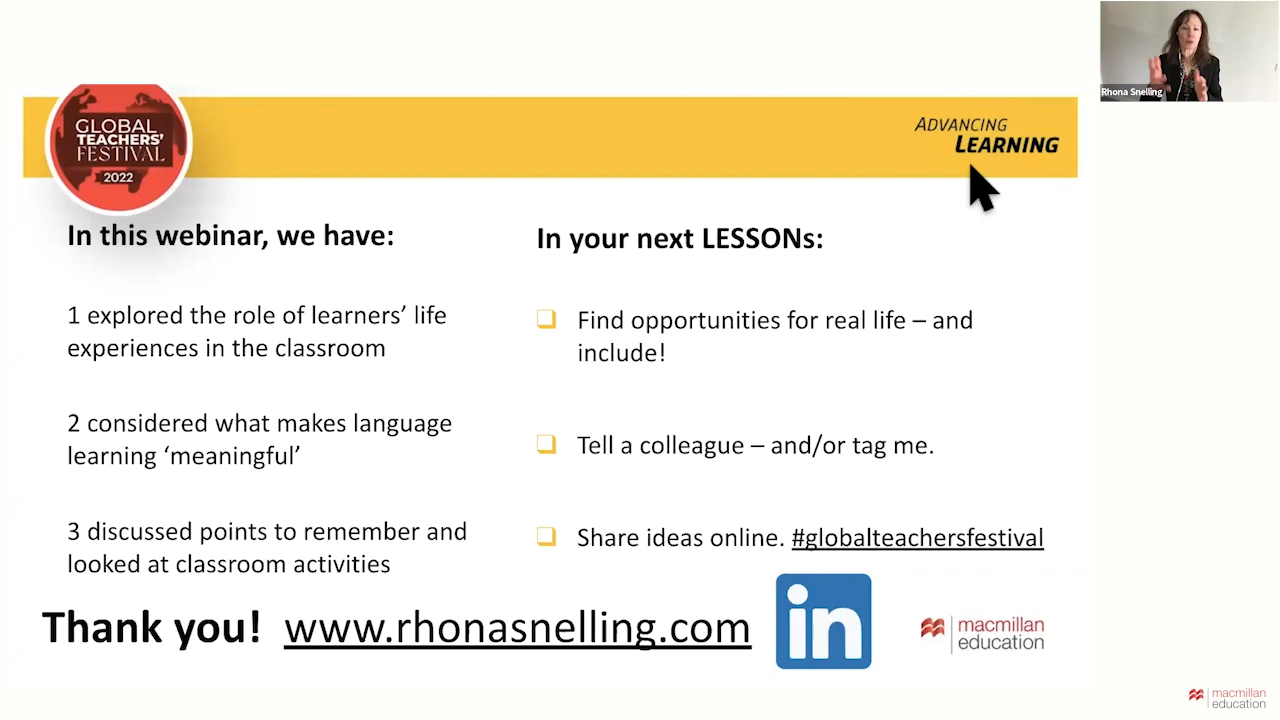 Rhona Snelling
GLOBAL
TEACHERS'
FESTIVAL
2022
ADVANCING
LEARNING
In this webinar, we have:
1 explored the role of learners’ life
experiences in the classroom
2 considered what makes language
learning ‘meaningful’
3 discussed points to remember and
looked at classroom activities
In your next LESSONs:
Find opportunities for real life – and
include!
Tell a colleague – and/or tag me.
Share ideas online. #globalteachersfestival
Thank you! www.rhonasnelling.com
in
macmillan
education
macmillan
education